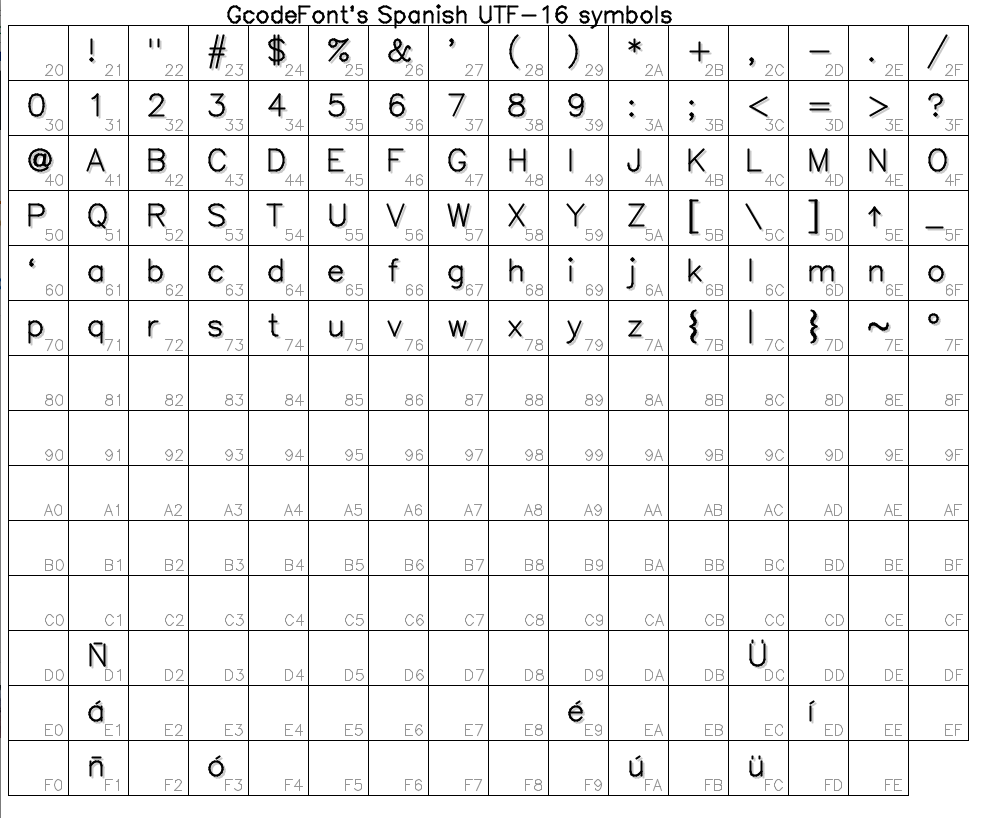 GcodeFont's Spanish UTF-16 symbols
20 ! 21 " 22 # 23 $ 24 % 25 & 26 ' 27 ( 28 ) 29 * 2A + 2B , 2C - 2D . 2E / 2F
0 30 1 31 2 32 3 33 4 34 5 35 6 36 7 37 8 38 9 39 : 3A ; 3B < 3C = 3D > 3E ? 3F
@ 40 A 41 B 42 C 43 D 44 E 45 F 46 G 47 H 48 I 49 J 4A K 4B L 4C M 4D N 4E O 4F
P 50 Q 51 R 52 S 53 T 54 U 55 V 56 W 57 X 58 Y 59 Z 5A [ 5B \ 5C ] 5D ↑ 5E _ 5F
‘ 60 a 61 b 62 c 63 d 64 e 65 f 66 g 67 h 68 i 69 j 6A k 6B l 6C m 6D n 6E o 6F
p 70 q 71 r 72 s 73 t 74 u 75 v 76 w 77 x 78 y 79 z 7A { 7B | 7C } 7D ~ 7E ° 7F
80 81 82 83 84 85 86 87 88 89 8A 8B 8C 8D 8E 8F
90 91 92 93 94 95 96 97 98 99 9A 9B 9C 9D 9E 9F
A0 A1 A2 A3 A4 A5 A6 A7 A8 A9 AA AB AC AD AE AF
B0 B1 B2 B3 B4 B5 B6 B7 B8 B9 BA BB BC BD BE BF
C0 C1 C2 C3 C4 C5 C6 C7 C8 C9 CA CB CC CD CE CF
D0 Ñ D1 D2 D3 D4 D5 D6 D7 D8 D9 DA DB Ü DC DD DE DF
E0 á E1 E2 E3 E4 E5 E6 E7 E8 é E9 EA EB EC í ED EE EF
F0 ñ F1 F2 ó F3 F4 F5 F6 F7 F8 F9 ú FA FB ü FC FD FE